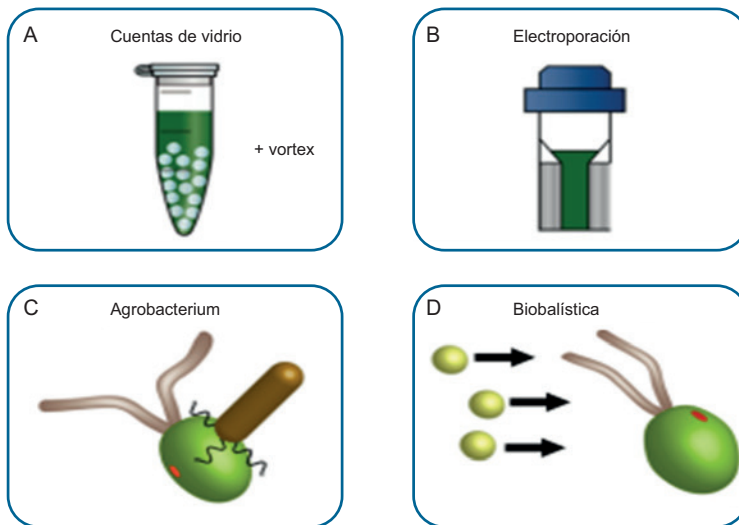 A
Cuentas de vidrio
+ vortex
B
Electroporación
C
Agrobacterium
D
Biobalística